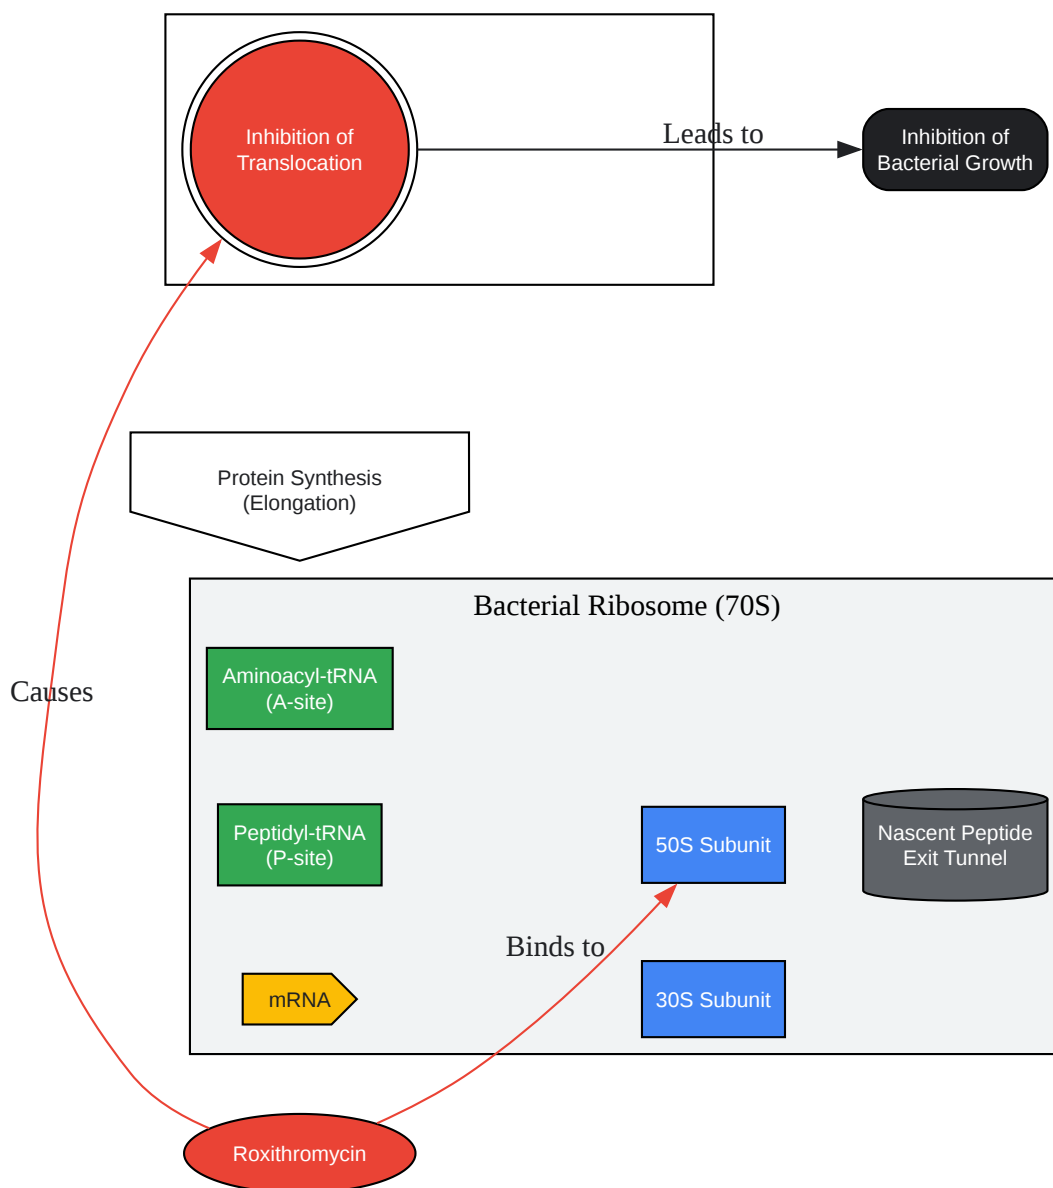 Inhibition of
Translocation
Leads to
Inhibition of
Bacterial Growth
Protein Synthesis
(Elongation)
Bacterial Ribosome (70S)
Aminoacyl-tRNA
(A-site)
Causes
Peptidyl-tRNA
(P-site)
50S Subunit
Nascent Peptide
Exit Tunnel
Binds to
mRNA
30S Subunit
Roxithromycin